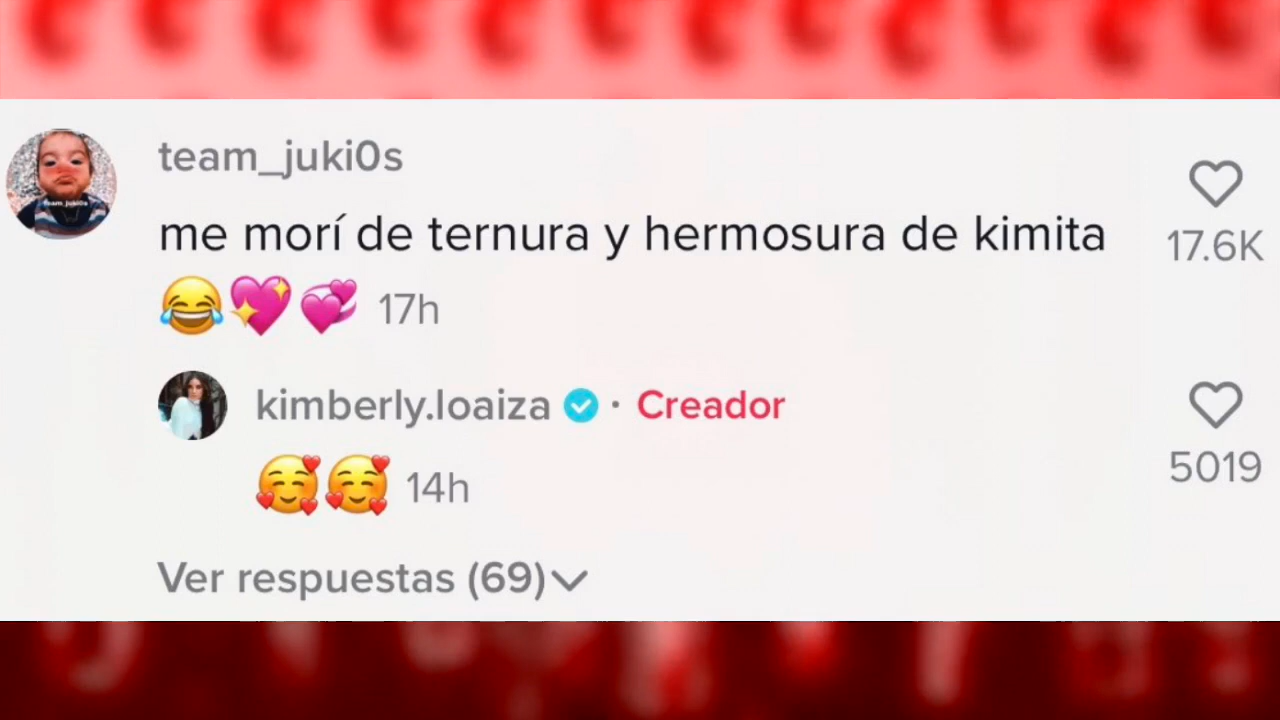 team_juki0s
me morí de ternura y hermosura de kimita
😂💖💞 17h
17.6K
kimberly.loaiza · Creador
🥰🥰 14h
5019
Ver respuestas (69)